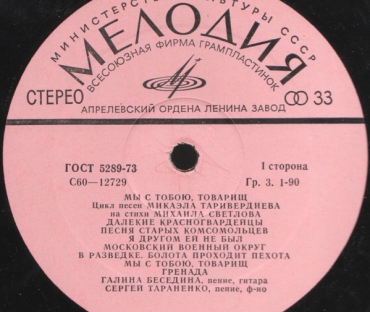 МИНИСТЕРСТВО КУЛЬТУРЫ СССР
МЕЛОДИЯ
ВСЕСОЮЗНАЯ ФИРМА ГРАМПЛАСТИНОК
СТЕРЕО
33
АПРЕЛЕВСКИЙ ОРДЕНА ЛЕНИНА ЗАВОД
ГОСТ 5289-73
1 сторона
С60—12729
Гр. 3. 1-90
МЫ С ТОБОЮ, ТОВАРИЩ
Цикл песен МИКАЭЛА ТАРИВЕРДИЕВА
на стихи МИХАИЛА СВЕТЛОВА
ДАЛЕКИЕ КРАСНОГВАРДЕЙЦЫ
ПЕСНЯ СТАРЫХ КОМСОМОЛЬЦЕВ
Я ДРУГОМ ЕЙ НЕ БЫЛ
МОСКОВСКИЙ ВОЕННЫЙ ОКРУГ
В РАЗВЕДКЕ. БОЛОТА ПРОХОДИТ ПЕХОТА
МЫ С ТОБОЮ, ТОВАРИЩ
ГРЕНАДА
ГАЛИНА БЕСЕДИНА, пение, гитара
СЕРГЕЙ ТАРАНЕНКО, пение, ф-но